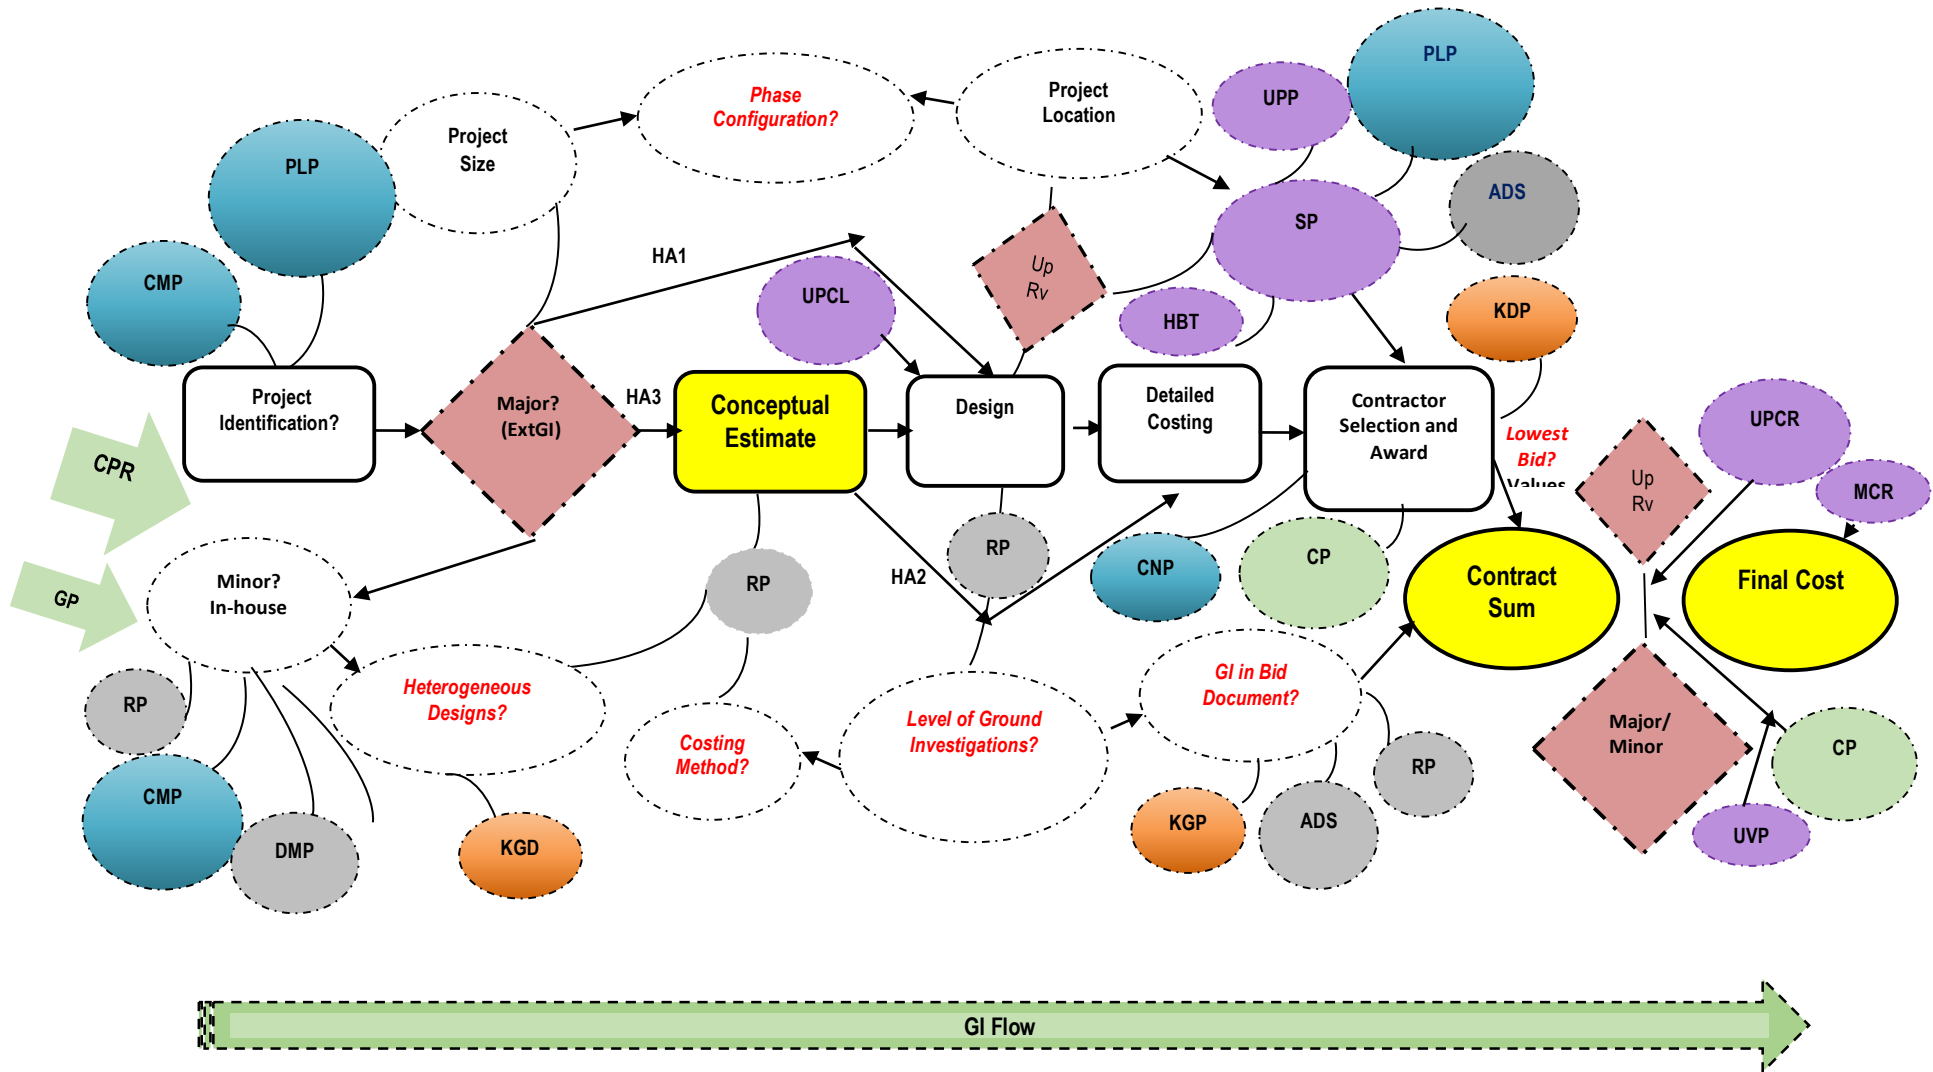 PLP
Phase
Configuration?
Project
Location
UPP
Project
Size
PLP
ADS
SP
HA1
Up
Rv
CMP
UPCL
HBT
KDP
Project
Identification?
Major?
(ExtGI)
HA3
Conceptual
Estimate
Design
Detailed
Costing
Contractor
Selection and
Award
Lowest
Bid?
Values
UPCR
MCR
Up
Rv
CPR
GP
Minor?
In-house
RP
HA2
RP
CNP
CP
Contract
Sum
Final Cost
RP
Heterogeneous
Designs?
Costing
Method?
Level of Ground
Investigations?
GI in Bid
Document?
RP
Major/
Minor
CP
CMP
DMP
KGD
KGP
ADS
UVP
GI Flow